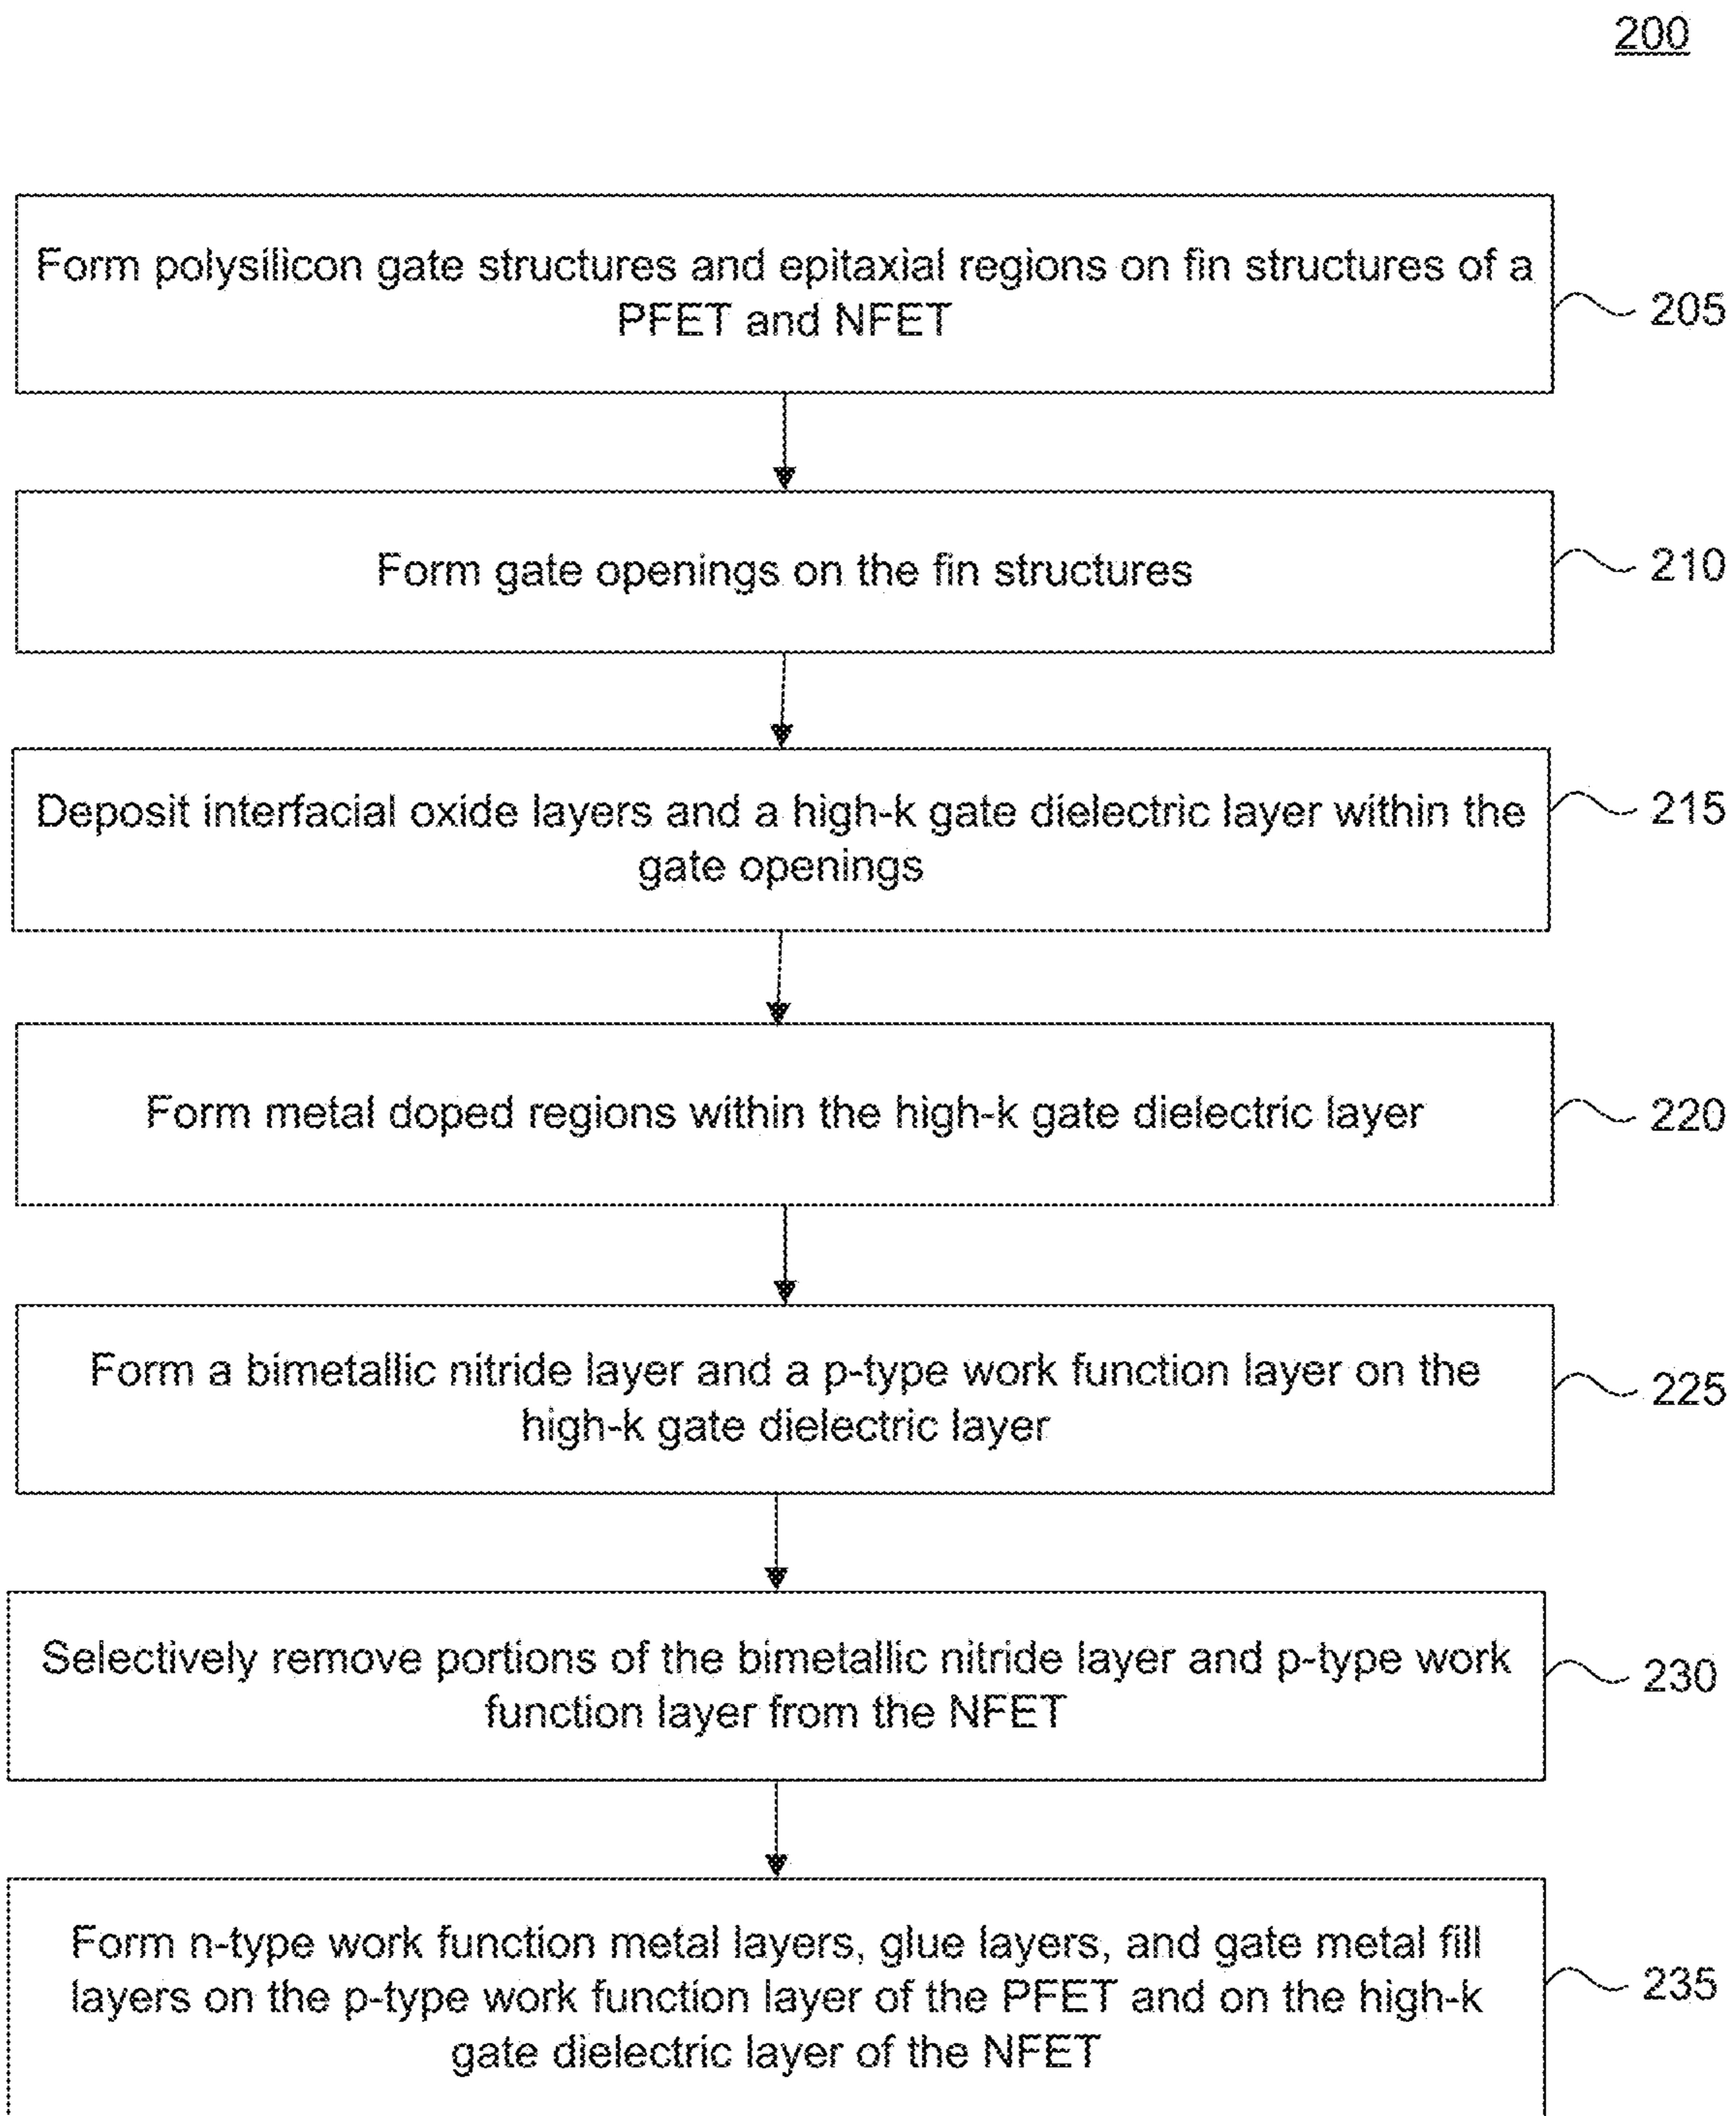 200
Form polysilicon gate structures and epitaxial regions on fin structures of a
PFET and NFET
205
Form gate openings on the fin structures
210
Deposit interfacial oxide layers and a high-k gate dielectric layer within the
gate openings
215
Form metal doped regions within the high-k gate dielectric layer
220
Form a bimetallic nitride layer and a p-type work function layer on the
high-k gate dielectric layer
225
Selectively remove portions of the bimetallic nitride layer and p-type work
function layer from the NFET
230
Form n-type work function metal layers, glue layers, and gate metal fill
layers on the p-type work function layer of the PFET and on the high-k
gate dielectric layer of the NFET
235